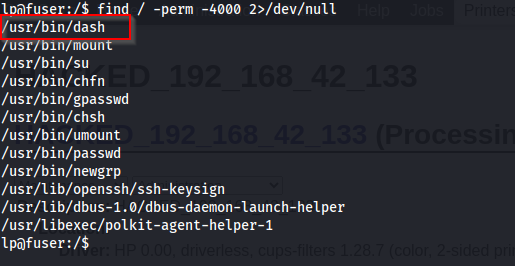 lp@fuser:/$ find / -perm -4000 2>/dev/null
Help Jobs Printers
/usr/bin/dash
/usr/bin/mount
/usr/bin/su
/usr/bin/chfn
_192_168_42_133
/usr/bin/gpasswd
/usr/bin/chsh
/usr/bin/umount
_192_168_42_133 (Processin
/usr/bin/passwd
/usr/bin/newgrp
/usr/lib/openssh/ssh-keysign
/usr/lib/dbus-1.0/dbus-daemon-launch-helper
/usr/libexec/polkit-agent-helper-1
lp@fuser:/$
Driver: HP 0.00, driverless, cups-filters 1.28.7 (color, 2-sided prin